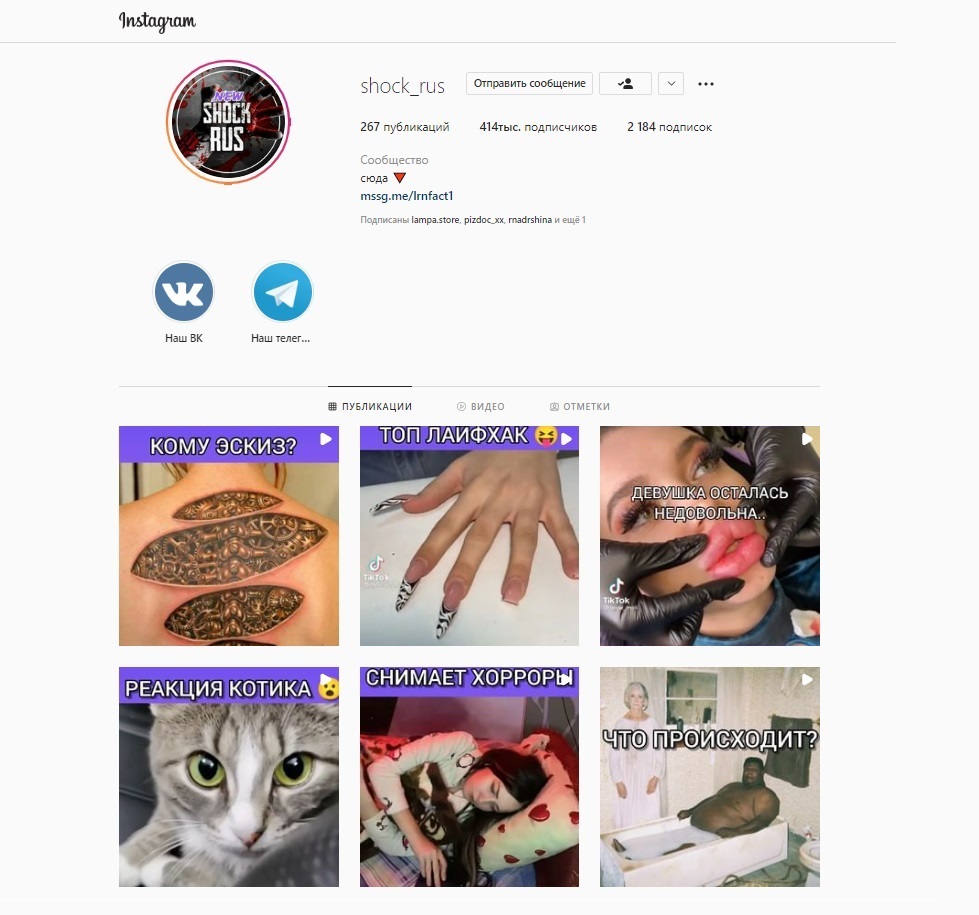 Instagram
NEW
SHOCK
RUS
shock_rus
Отправить сообщение
267 публикаций 414тыс. подписчиков 2 184 подписок
Сообщество
сюда
mssg.me/lrnfact1
Подписаны lampa.store, pizdoc_xx, rnadrshina и ещё 1
Наш ВК Наш телег...
ПУБЛИКАЦИИ ВИДЕО ОТМЕТКИ
КОМУ ЭСКИЗ?
ТОП ЛАЙФХАК
TikTok
ДЕВУШКА ОСТАЛАСЬ
НЕДОВОЛЬНА..
TikTok
РЕАКЦИЯ КОТИКА
СНИМАЕТ ХОРРОРЫ
ЧТО ПРОИСХОДИТ?